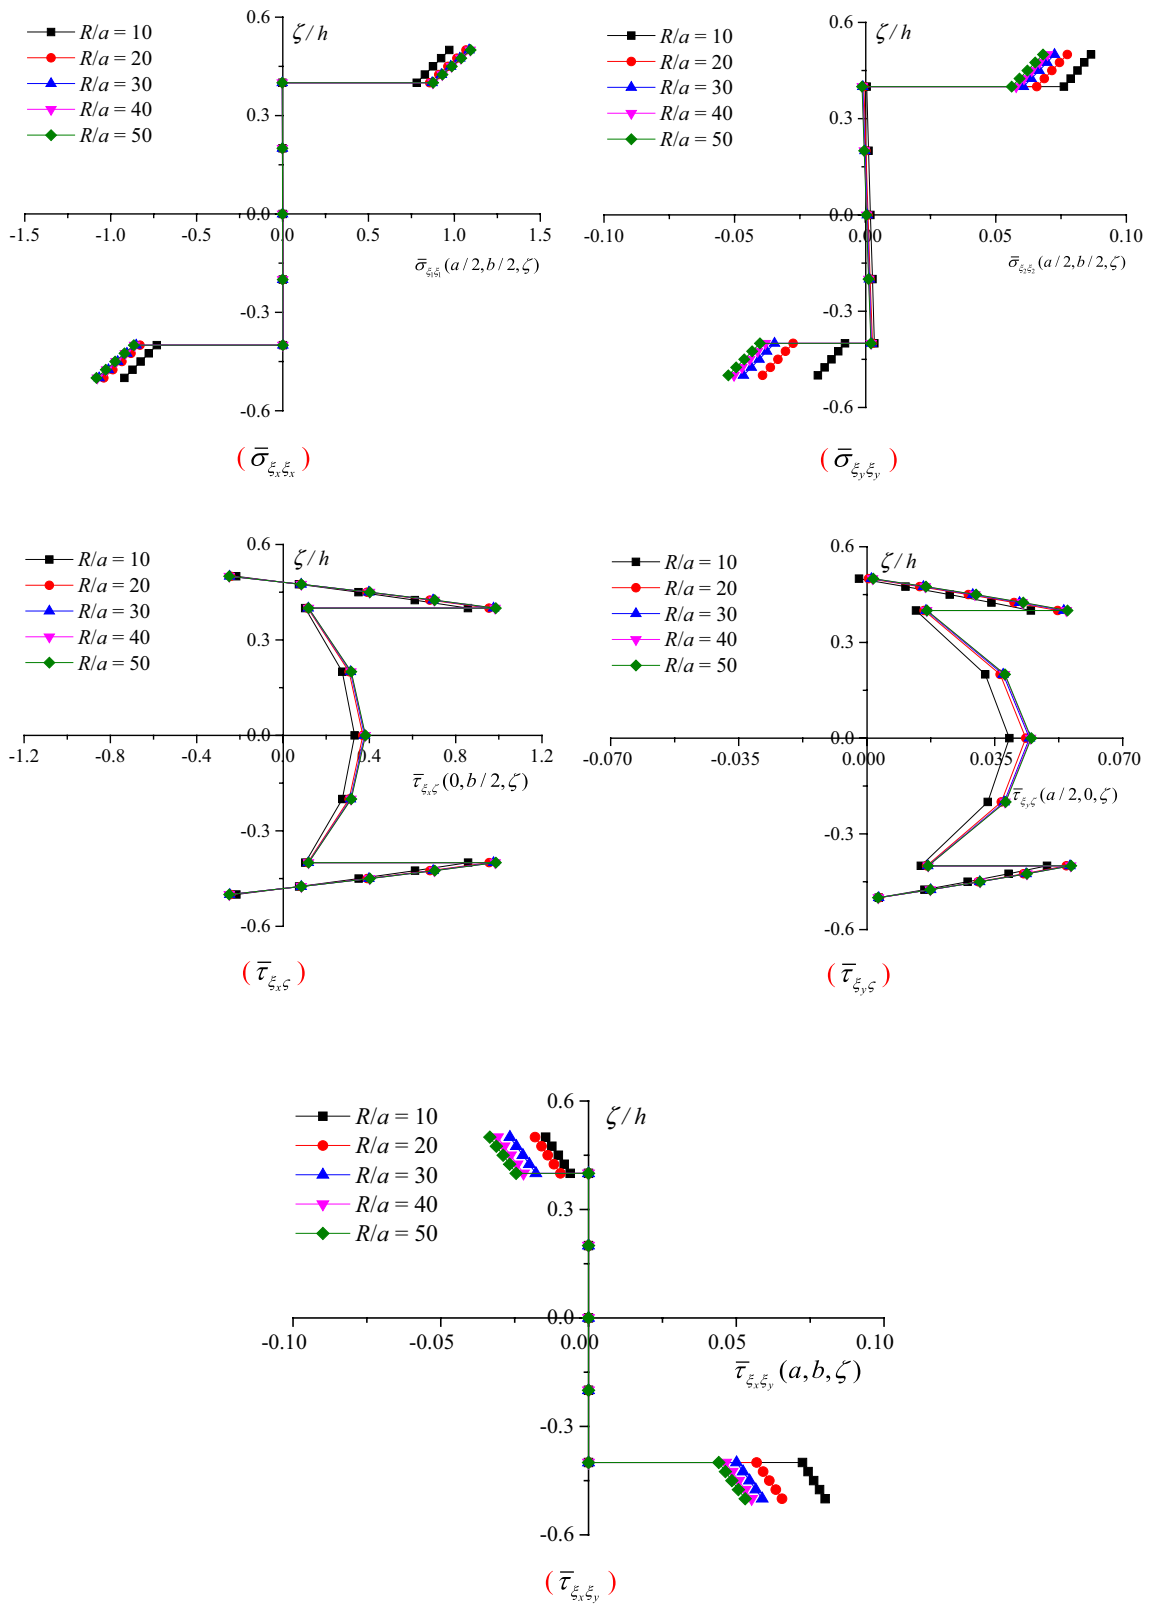 ζ/h
R/a = 10
R/a = 20
R/a = 30
R/a = 40
R/a = 50
0.6
0.3
0.0
-0.3
-0.6
-1.5 -1.0 -0.5 0.0 0.5 1.0 1.5
σ̅ξ₁ξ₁(a/2,b/2,ζ)
(σ̅ξₓξₓ)
ζ/h
R/a = 10
R/a = 20
R/a = 30
R/a = 40
R/a = 50
0.6
0.3
0.0
-0.3
-0.6
-0.10 -0.05 0.00 0.05 0.10
σ̅ξ₂ξ₂(a/2,b/2,ζ)
(σ̅ξyξy)
ζ/h
R/a = 10
R/a = 20
R/a = 30
R/a = 40
R/a = 50
0.6
0.3
0.0
-0.3
-0.6
-1.2 -0.8 -0.4 0.0 0.4 0.8 1.2
τ̅ξₓζ(0,b/2,ζ)
(τ̅ξₓς)
ζ/h
R/a = 10
R/a = 20
R/a = 30
R/a = 40
R/a = 50
0.6
0.3
0.0
-0.3
-0.6
-0.070 -0.035 0.000 0.035 0.070
τ̅ξyζ(a/2,0,ζ)
(τ̅ξyς)
ζ/h
R/a = 10
R/a = 20
R/a = 30
R/a = 40
R/a = 50
0.6
0.3
0.0
-0.3
-0.6
-0.10 -0.05 0.00 0.05 0.10
τ̅ξₓξy(a,b,ζ)
(τ̅ξₓξy)